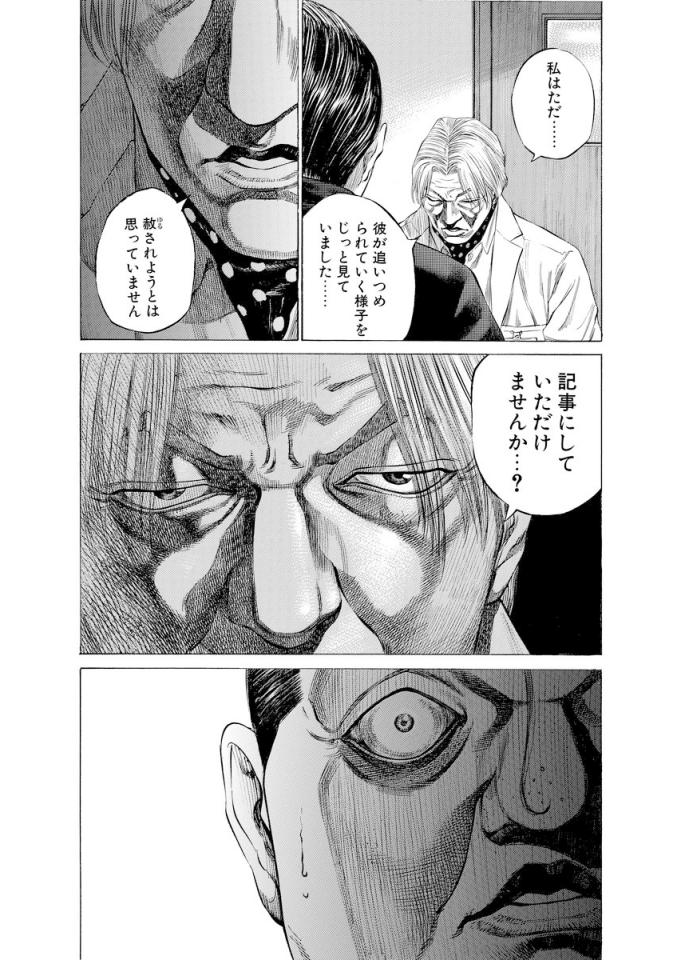 私はただ……
彼が追いつめ
られていく様子を
じっと見て
いました……
赦されようとは
ゆる
思っていません
記事にして
いただけ
ませんか…？